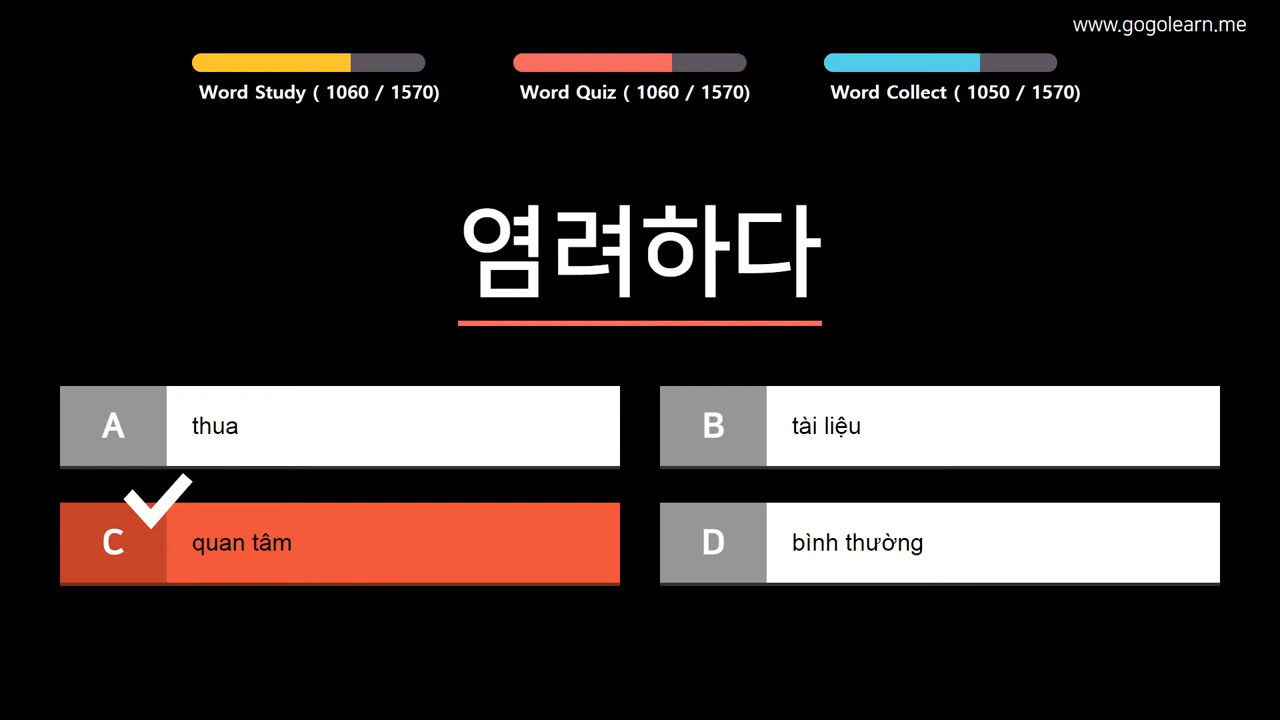 www.gogolearn.me
Word Study ( 1060 / 1570)
Word Quiz ( 1060 / 1570)
Word Collect ( 1050 / 1570)
염려하다
A thua
B tài liệu
C quan tâm
D bình thường